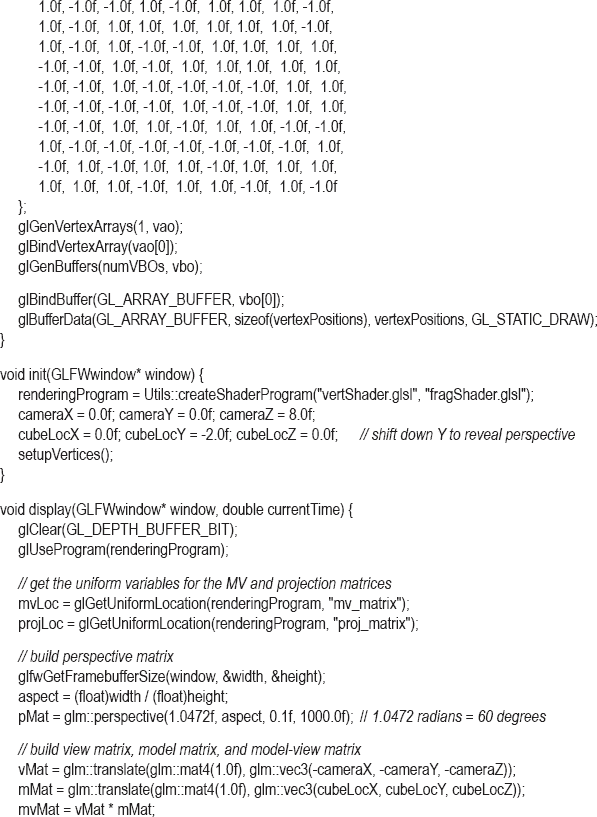 1.0f, -1.0f, -1.0f, 1.0f, -1.0f, 1.0f, 1.0f, 1.0f, -1.0f,
1.0f, -1.0f, 1.0f, 1.0f, 1.0f, 1.0f, 1.0f, 1.0f, -1.0f,
1.0f, -1.0f, 1.0f, -1.0f, -1.0f, 1.0f, 1.0f, 1.0f, 1.0f,
-1.0f, -1.0f, 1.0f, -1.0f, 1.0f, 1.0f, 1.0f, 1.0f, 1.0f,
-1.0f, -1.0f, 1.0f, -1.0f, -1.0f, -1.0f, -1.0f, 1.0f, 1.0f,
-1.0f, -1.0f, -1.0f, -1.0f, 1.0f, -1.0f, -1.0f, 1.0f, 1.0f,
-1.0f, -1.0f, 1.0f, 1.0f, -1.0f, 1.0f, 1.0f, -1.0f, -1.0f,
1.0f, -1.0f, -1.0f, -1.0f, -1.0f, -1.0f, -1.0f, -1.0f, 1.0f,
-1.0f, 1.0f, -1.0f, 1.0f, 1.0f, -1.0f, 1.0f, 1.0f, 1.0f,
1.0f, 1.0f, 1.0f, -1.0f, 1.0f, 1.0f, -1.0f, 1.0f, -1.0f
};
glGenVertexArrays(1, vao);
glBindVertexArray(vao[0]);
glGenBuffers(numVBOs, vbo);
glBindBuffer(GL_ARRAY_BUFFER, vbo[0]);
glBufferData(GL_ARRAY_BUFFER, sizeof(vertexPositions), vertexPositions, GL_STATIC_DRAW);
}
void init(GLFWwindow* window) {
renderingProgram = Utils::createShaderProgram("vertShader.glsl", "fragShader.glsl");
cameraX = 0.0f; cameraY = 0.0f; cameraZ = 8.0f;
cubeLocX = 0.0f; cubeLocY = -2.0f; cubeLocZ = 0.0f; // shift down Y to reveal perspective
setupVertices();
}
void display(GLFWwindow* window, double currentTime) {
glClear(GL_DEPTH_BUFFER_BIT);
glUseProgram(renderingProgram);
// get the uniform variables for the MV and projection matrices
mvLoc = glGetUniformLocation(renderingProgram, "mv_matrix");
projLoc = glGetUniformLocation(renderingProgram, "proj_matrix");
// build perspective matrix
glfwGetFramebufferSize(window, &width, &height);
aspect = (float)width / (float)height;
pMat = glm::perspective(1.0472f, aspect, 0.1f, 1000.0f); // 1.0472 radians = 60 degrees
// build view matrix, model matrix, and model-view matrix
vMat = glm::translate(glm::mat4(1.0f), glm::vec3(-cameraX, -cameraY, -cameraZ));
mMat = glm::translate(glm::mat4(1.0f), glm::vec3(cubeLocX, cubeLocY, cubeLocZ));
mvMat = vMat * mMat;